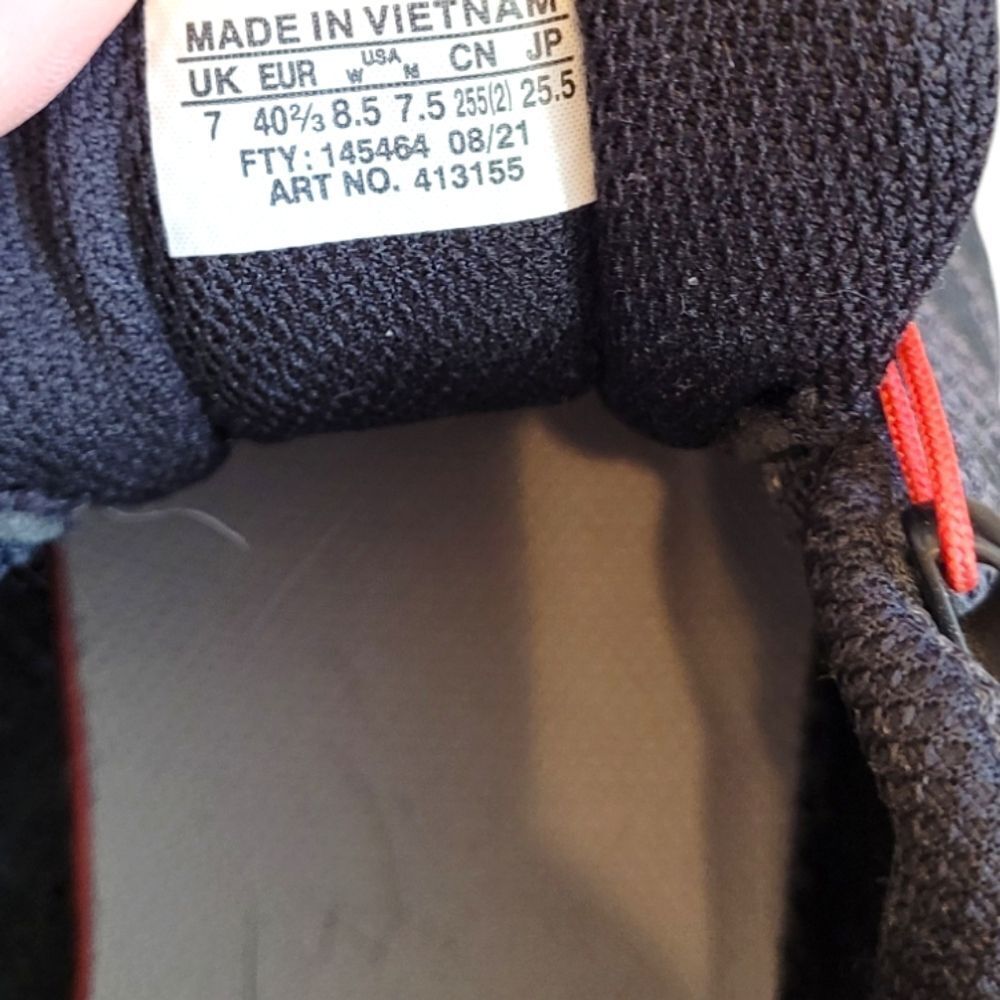 MADE IN VIETNAM
UK EUR W USA M CN JP
7 40⅔ 8.5 7.5 255(2) 25.5
FTY: 145464 08/21
ART NO. 413155